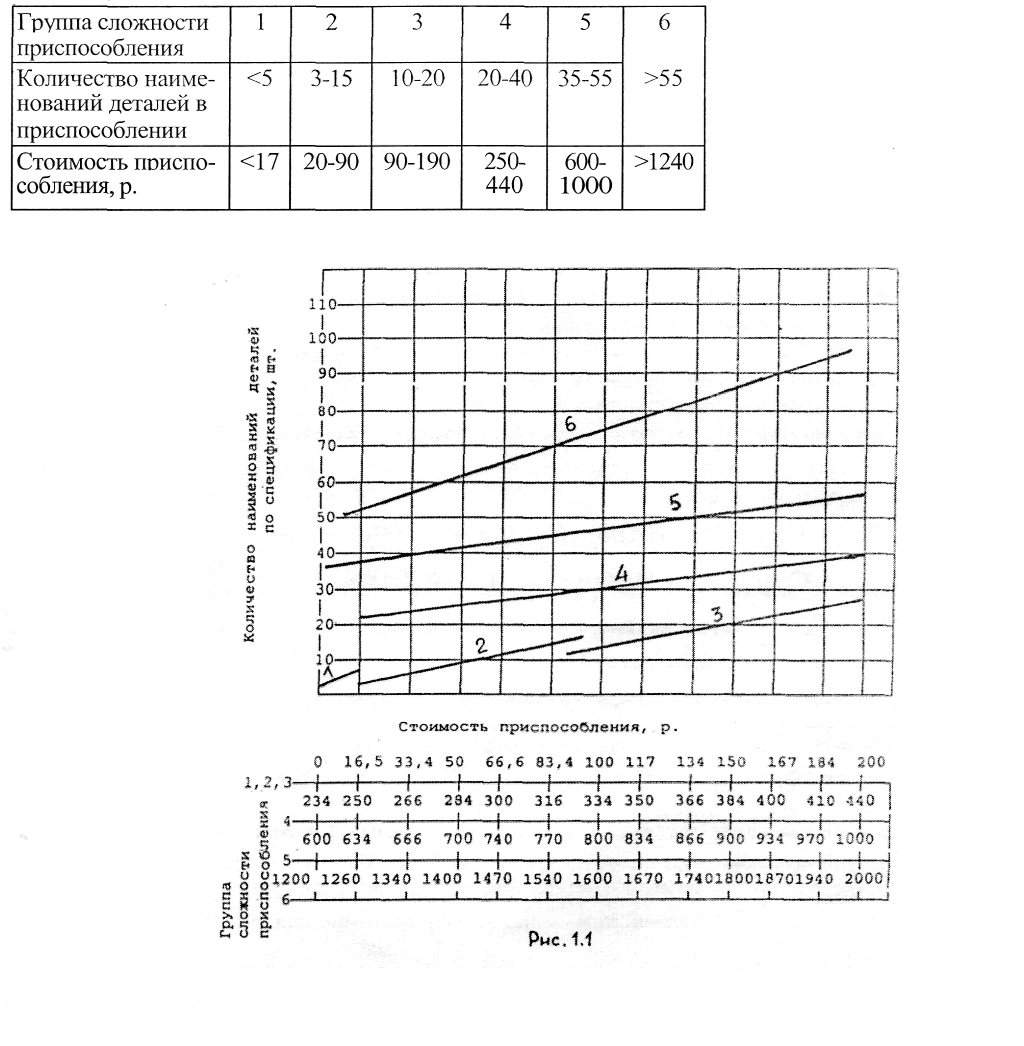 Группа сложности приспособления 1 2 3 4 5 6
Количество наиме-нований деталей в приспособлении <5 3-15 10-20 20-40 35-55 >55
Стоимость приспо-собления, р. <17 20-90 90-190 250-440 600-1000 >1240
Количество наименований деталей
по спецификации, шт.
110
100
90
80
70
60
50
40
30
20
10
6
5
4
3
2
1
Стоимость приспособления, р.
0 16,5 33,4 50 66,6 83,4 100 117 134 150 167 184 200
1,2,3
234 250 266 284 300 316 334 350 366 384 400 410 440
4
600 634 666 700 740 770 800 834 866 900 934 970 1000
5
1200 1260 1340 1400 1470 1540 1600 1670 1740 1800 1870 1940 2000
6
Группа
сложности
приспособления
Рис. 1.1